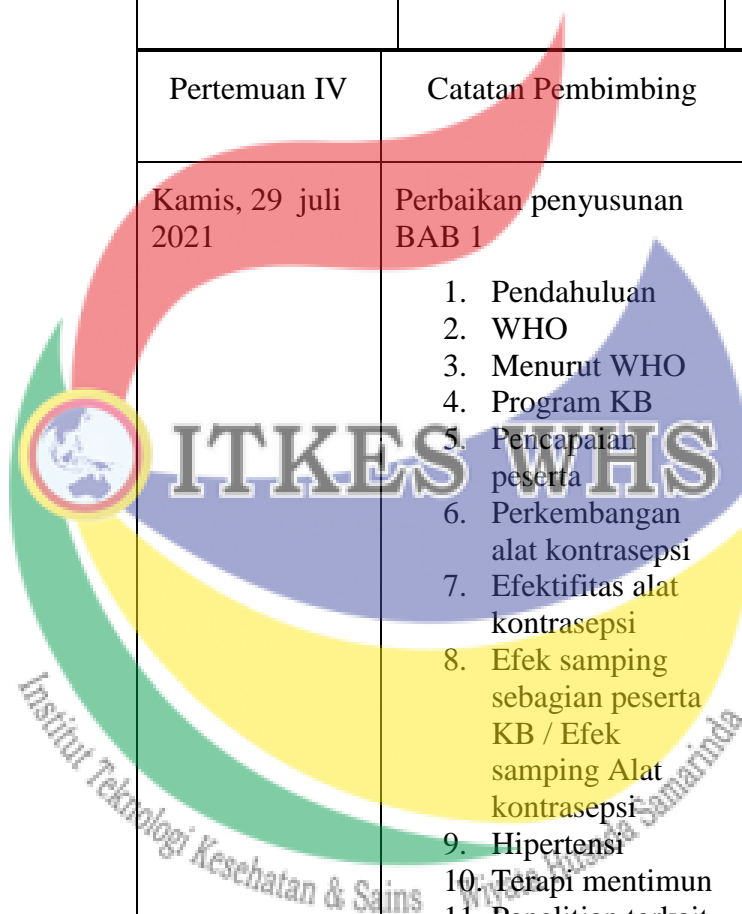 Pertemuan IV
Catatan Pembimbing
Kamis, 29 juli
2021
Perbaikan penyusunan
BAB 1
1. Pendahuluan
2. WHO
3. Menurut WHO
4. Program KB
5. Pencapaian
peserta
6. Perkembangan
alat kontrasepsi
7. Efektifitas alat
kontrasepsi
8. Efek samping
sebagian peserta
KB / Efek
samping Alat
kontrasepsi
9. Hipertensi
10. Terapi mentimun
11. Penelitian terkait
ITKES WHS
Institut Teknologi Kesehatan & Sains Wiyata Husada Samarinda